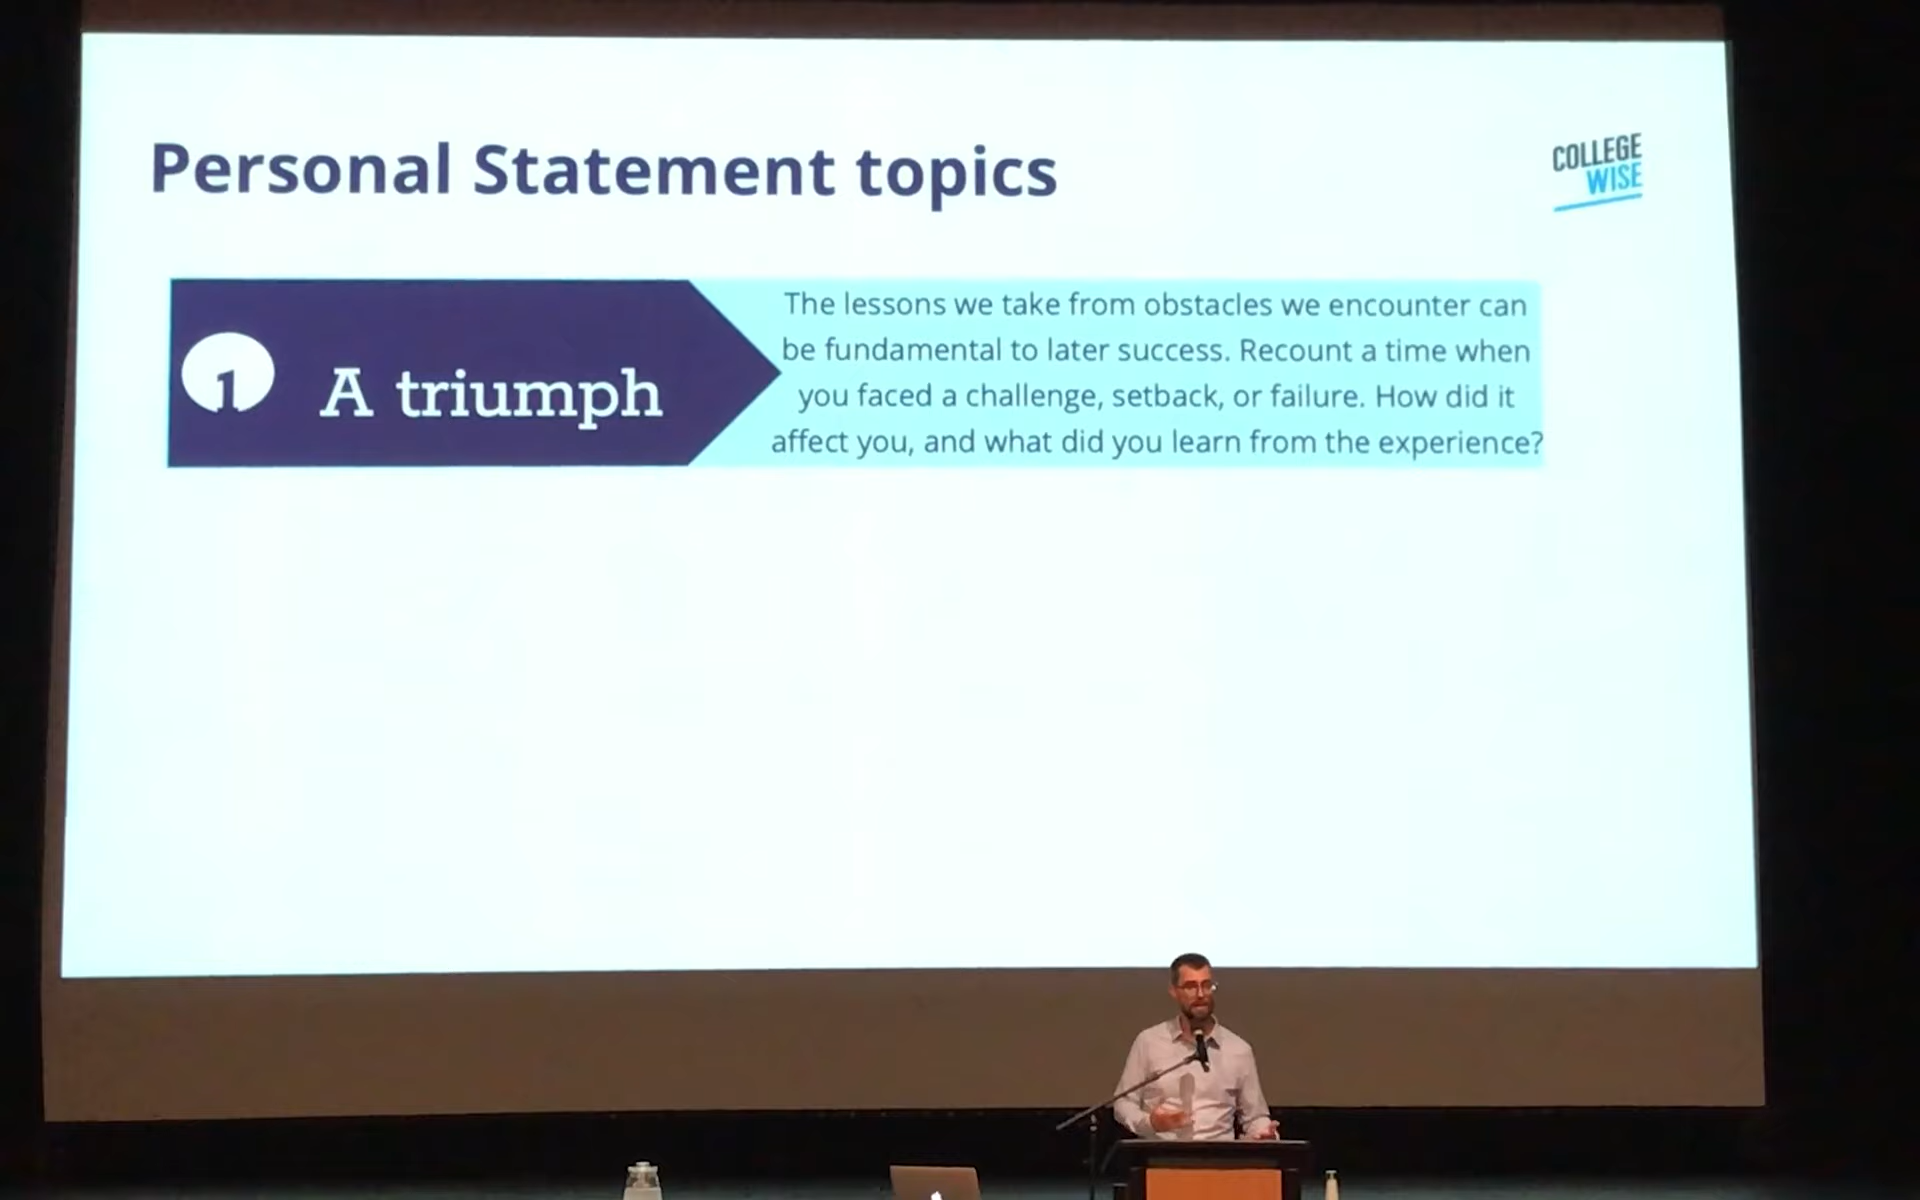 Personal Statement topics
COLLEGE
WISE
1
A triumph
The lessons we take from obstacles we encounter can
be fundamental to later success. Recount a time when
you faced a challenge, setback, or failure. How did it
affect you, and what did you learn from the experience?